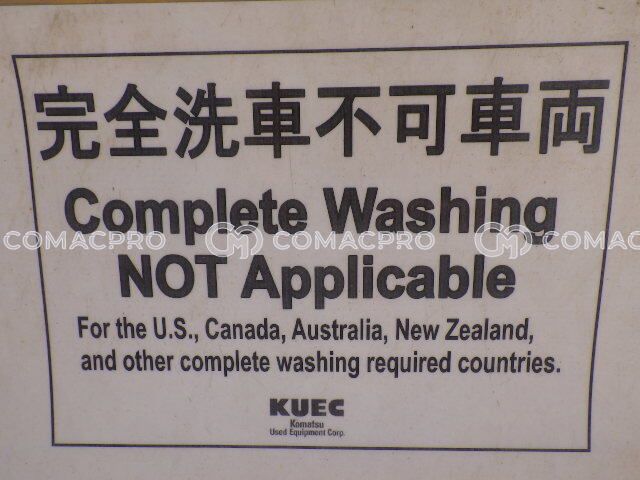 完全洗車不可車両
Complete Washing
COMACPRO COMACPRO COMACPRO
NOT Applicable
For the U.S., Canada, Australia, New Zealand,
and other complete washing required countries.
KUEC
Komatsu
Used Equipment Corp.